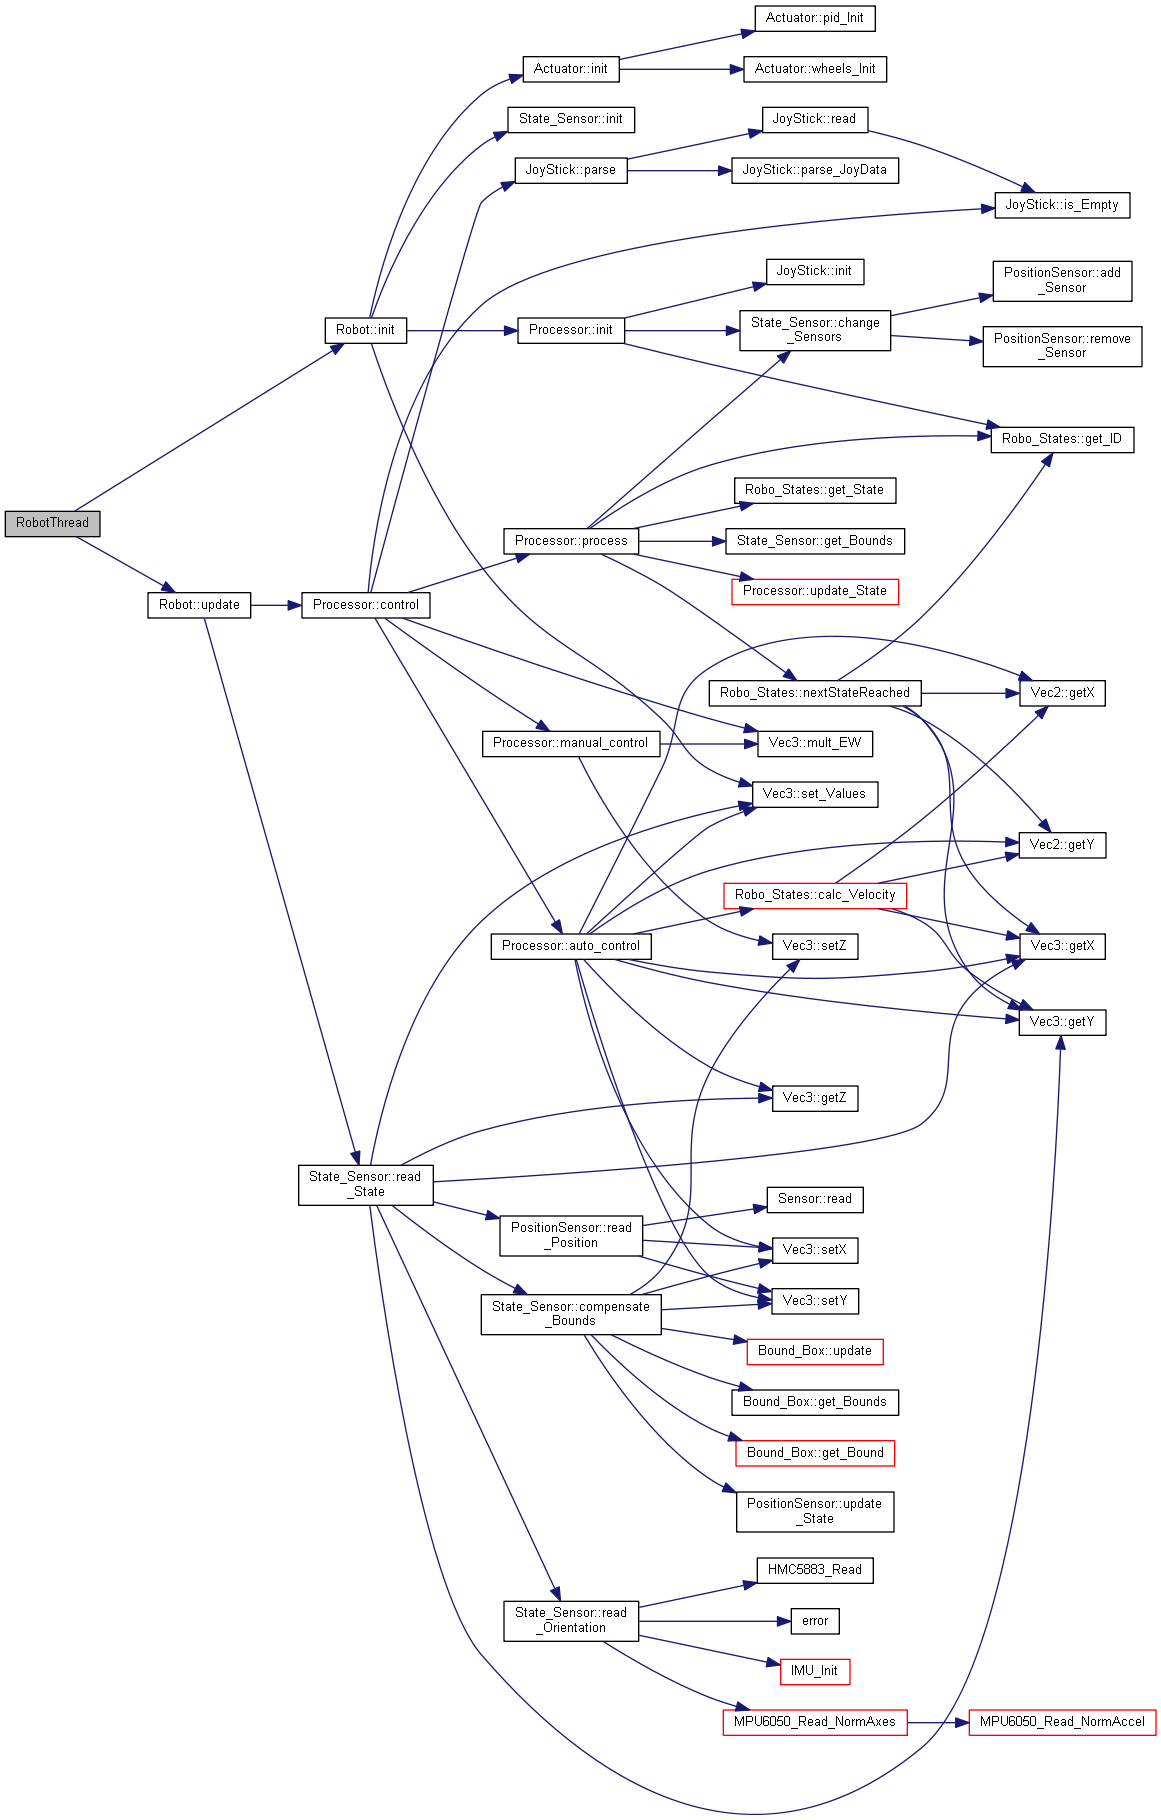 Actuator::pid_Init
Actuator::init
Actuator::wheels_Init
State_Sensor::init
JoyStick::read
JoyStick::parse
JoyStick::parse_JoyData
JoyStick::is_Empty
JoyStick::init
PositionSensor::add
_Sensor
Robot::init
Processor::init
State_Sensor::change
_Sensors
PositionSensor::remove
_Sensor
Robo_States::get_ID
Robo_States::get_State
RobotThread
Processor::process
State_Sensor::get_Bounds
Processor::update_State
Robot::update
Processor::control
Robo_States::nextStateReached
Vec2::getX
Processor::manual_control
Vec3::mult_EW
Vec3::set_Values
Vec2::getY
Robo_States::calc_Velocity
Processor::auto_control
Vec3::setZ
Vec3::getX
Vec3::getY
Vec3::getZ
State_Sensor::read
_State
Sensor::read
PositionSensor::read
_Position
Vec3::setX
Vec3::setY
State_Sensor::compensate
_Bounds
Bound_Box::update
Bound_Box::get_Bounds
Bound_Box::get_Bound
PositionSensor::update
_State
HMC5883_Read
State_Sensor::read
_Orientation
error
IMU_Init
MPU6050_Read_NormAxes
MPU6050_Read_NormAccel